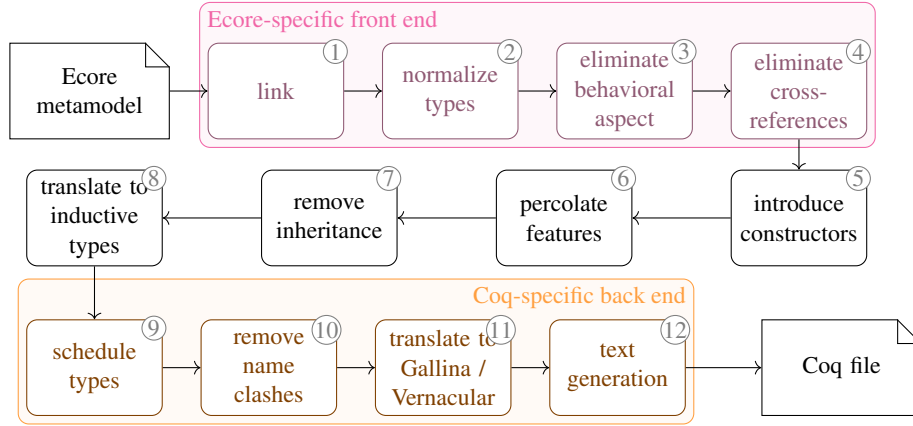 Ecore-specific front end
Ecore
metamodel
1
link
2
normalize
types
3
eliminate
behavioral
aspect
4
eliminate
cross-
references
5
introduce
constructors
6
percolate
features
7
remove
inheritance
8
translate to
inductive
types
Coq-specific back end
9
schedule
types
10
remove
name
clashes
11
translate to
Gallina /
Vernacular
12
text
generation
Coq file